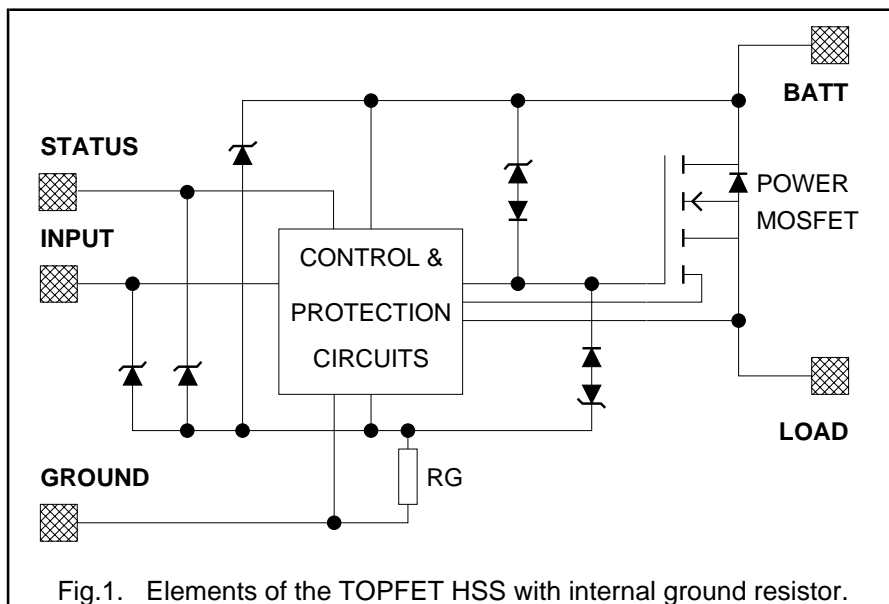 BATT
STATUS
POWER
MOSFET
INPUT
CONTROL &
PROTECTION
CIRCUITS
LOAD
GROUND
RG
Fig.1. Elements of the TOPFET HSS with internal ground resistor.